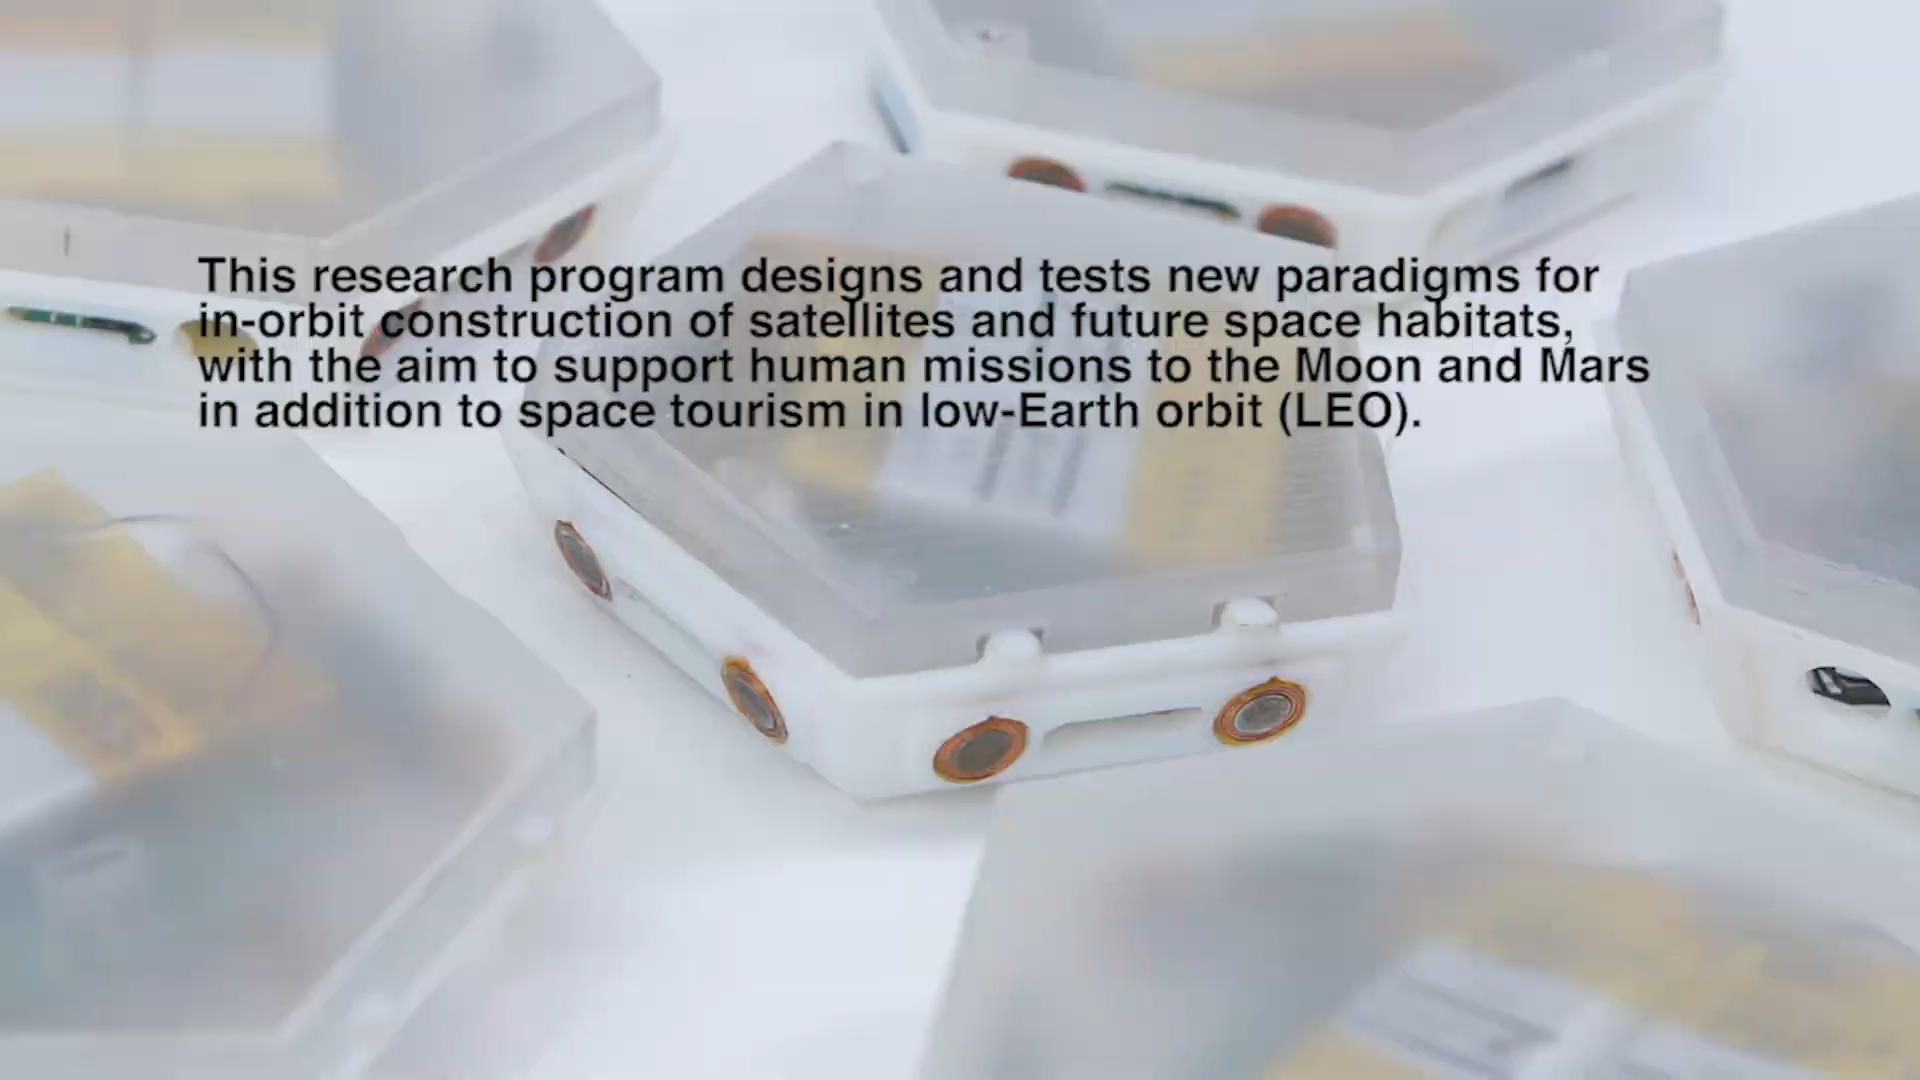 This research program designs and tests new paradigms for
in-orbit construction of satellites and future space habitats,
with the aim to support human missions to the Moon and Mars
in addition to space tourism in low-Earth orbit (LEO).